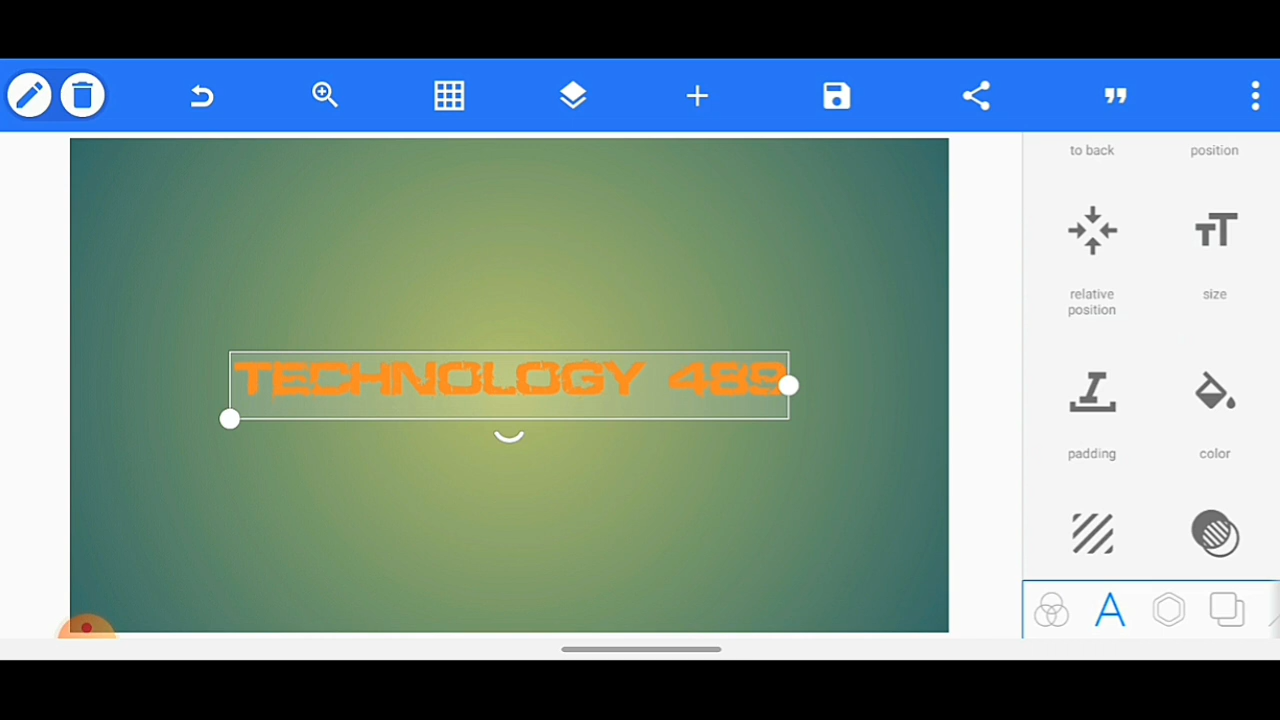 to back
position
relative
position
size
TECHNOLOGY 489
padding
color